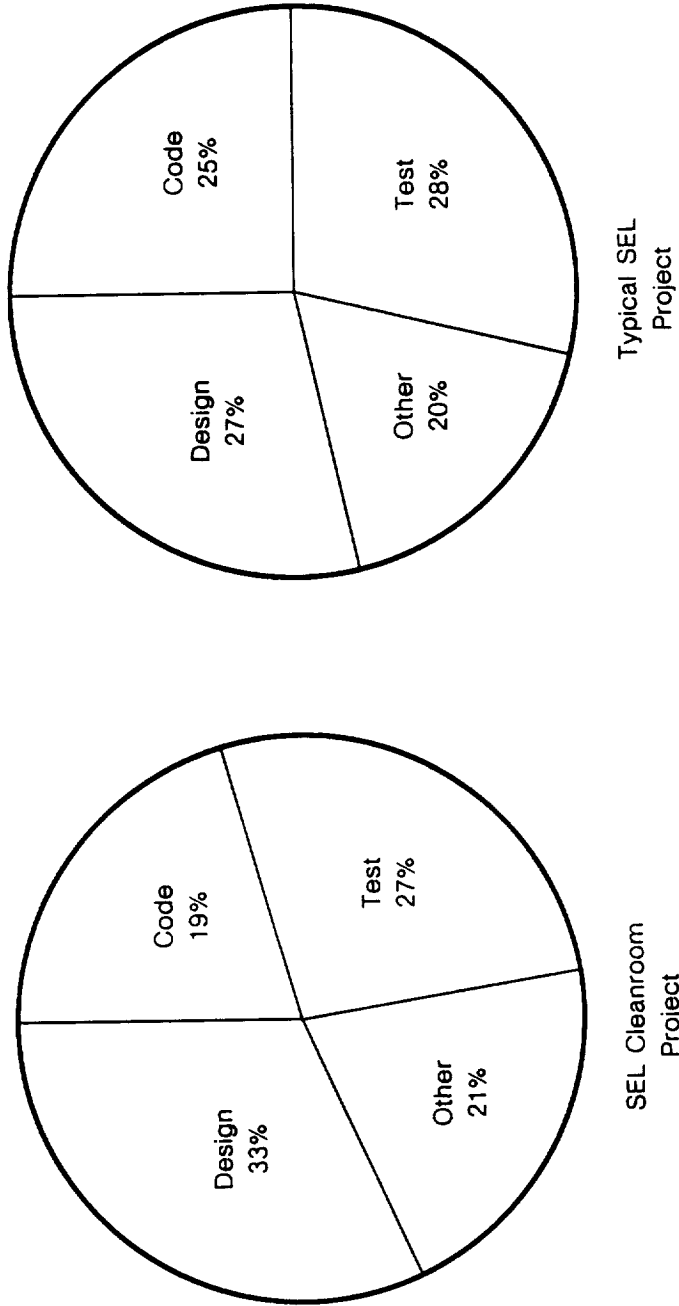 Design
33%
Code
19%
Other
21%
Test
27%
SEL Cleanroom
Project
Design
27%
Code
25%
Other
20%
Test
28%
Typical SEL
Project